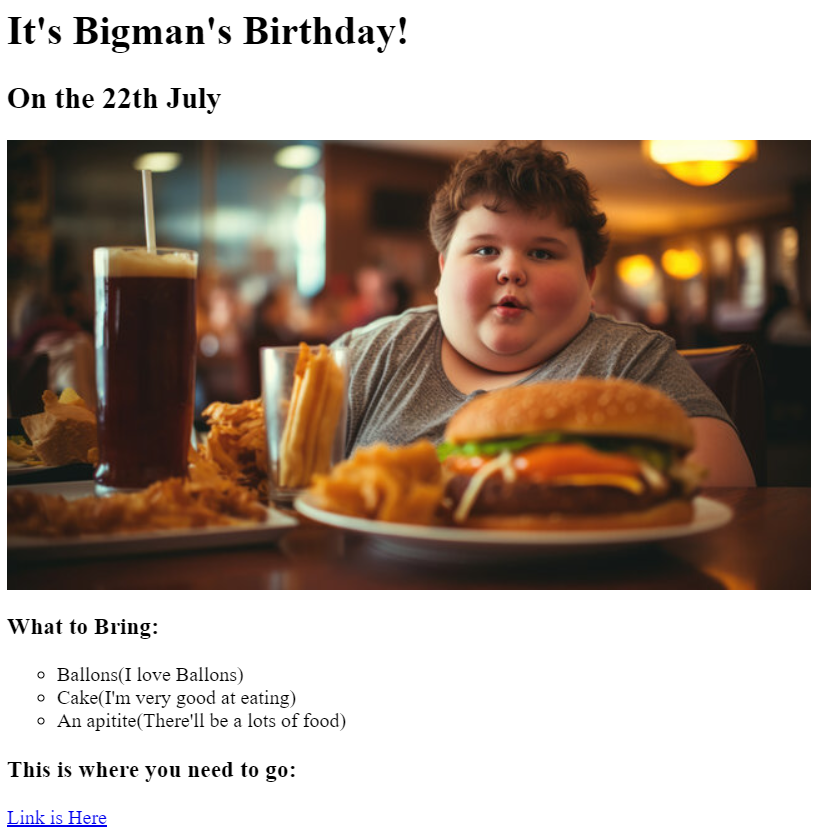 It's Bigman's Birthday!
On the 22th July
What to Bring:
Ballons(I love Ballons)
Cake(I'm very good at eating)
An apitite(There'll be a lots of food)
This is where you need to go:
Link is Here